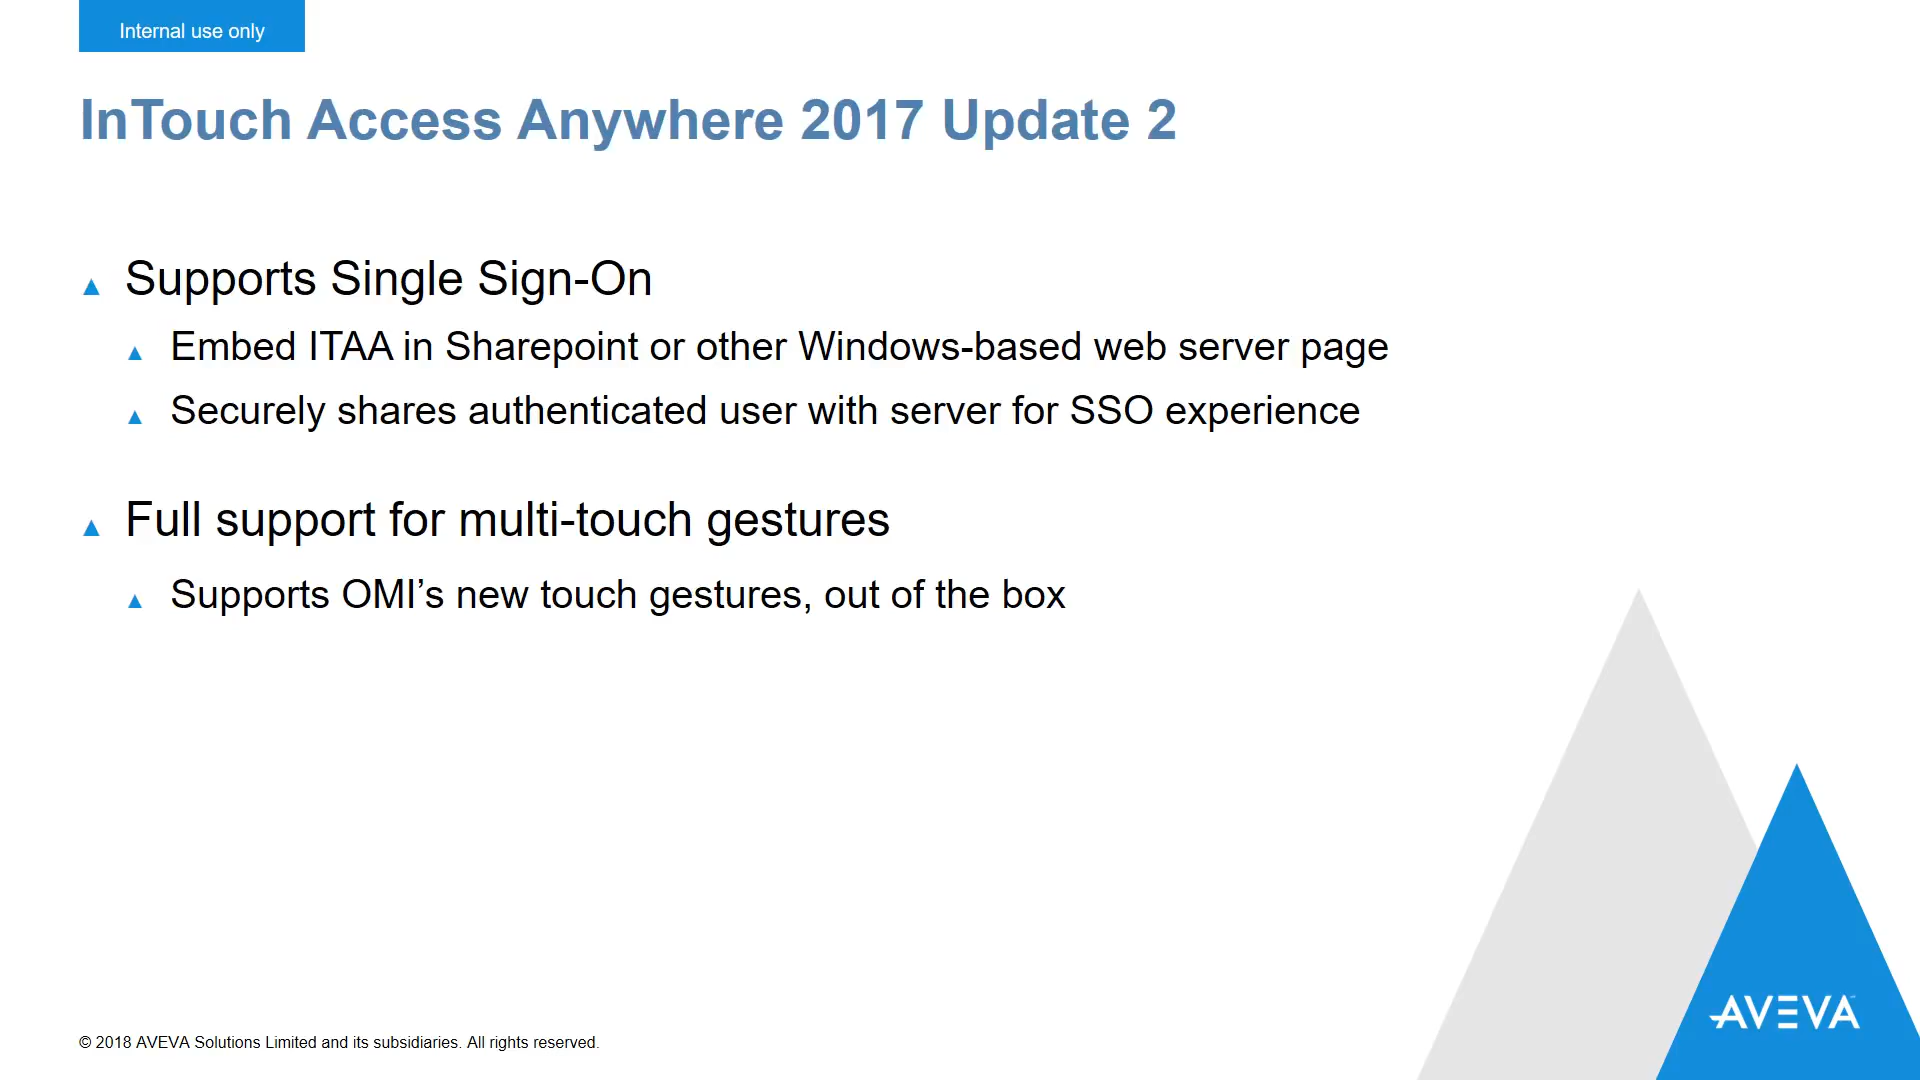 Internal use only
InTouch Access Anywhere 2017 Update 2
Supports Single Sign-On
Embed ITAA in Sharepoint or other Windows-based web server page
Securely shares authenticated user with server for SSO experience
Full support for multi-touch gestures
Supports OMI’s new touch gestures, out of the box
AVEVA
© 2018 AVEVA Solutions Limited and its subsidiaries. All rights reserved.